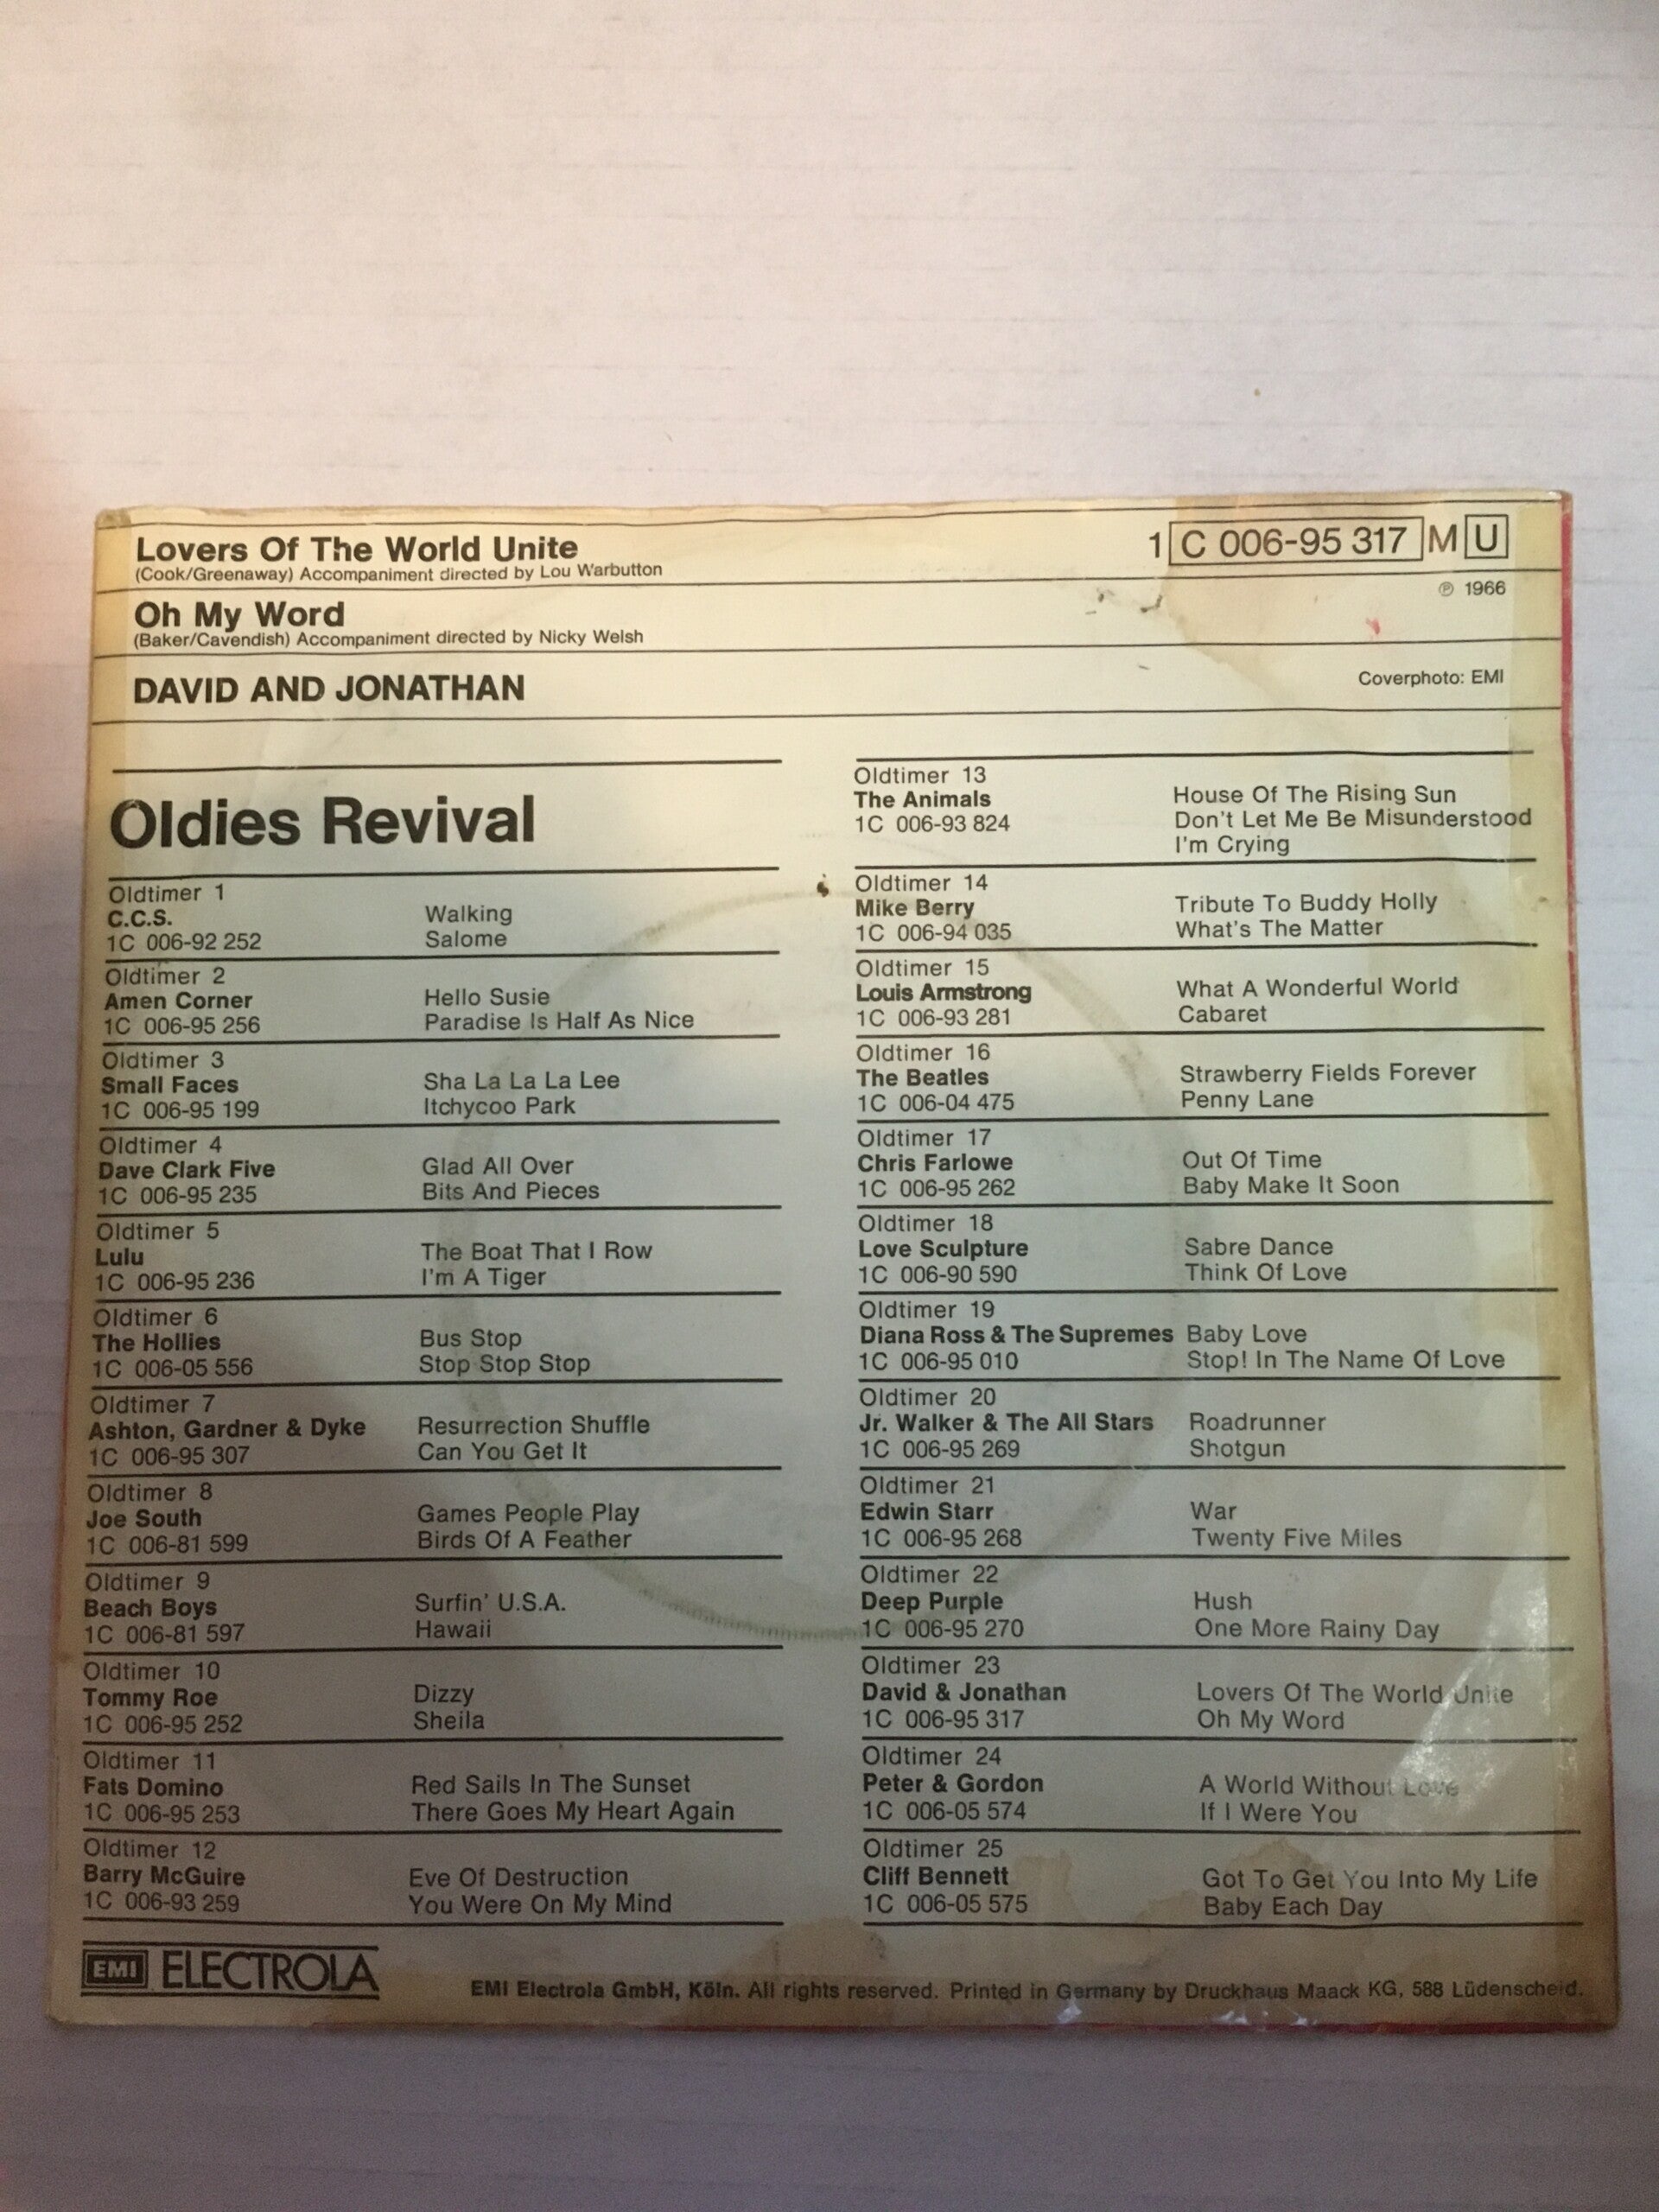 Lovers Of The World Unite
(Cook/Greenaway) Accompaniment directed by Lou Warbutton
1 C 006-95 317 M U
℗ 1966
Oh My Word
(Baker/Cavendish) Accompaniment directed by Nicky Welsh
DAVID AND JONATHAN
Coverphoto: EMI
Oldies Revival
Oldtimer 1
C.C.S.
1C 006-92 252
Walking
Salome
Oldtimer 2
Amen Corner
1C 006-95 256
Hello Susie
Paradise Is Half As Nice
Oldtimer 3
Small Faces
1C 006-95 199
Sha La La La Lee
Itchycoo Park
Oldtimer 4
Dave Clark Five
1C 006-95 235
Glad All Over
Bits And Pieces
Oldtimer 5
Lulu
1C 006-95 236
The Boat That I Row
I'm A Tiger
Oldtimer 6
The Hollies
1C 006-05 556
Bus Stop
Stop Stop Stop
Oldtimer 7
Ashton, Gardner & Dyke
1C 006-95 307
Resurrection Shuffle
Can You Get It
Oldtimer 8
Joe South
1C 006-81 599
Games People Play
Birds Of A Feather
Oldtimer 9
Beach Boys
1C 006-81 597
Surfin' U.S.A.
Hawaii
Oldtimer 10
Tommy Roe
1C 006-95 252
Dizzy
Sheila
Oldtimer 11
Fats Domino
1C 006-95 253
Red Sails In The Sunset
There Goes My Heart Again
Oldtimer 12
Barry McGuire
1C 006-93 259
Eve Of Destruction
You Were On My Mind
Oldtimer 13
The Animals
1C 006-93 824
House Of The Rising Sun
Don't Let Me Be Misunderstood
I'm Crying
Oldtimer 14
Mike Berry
1C 006-94 035
Tribute To Buddy Holly
What's The Matter
Oldtimer 15
Louis Armstrong
1C 006-93 281
What A Wonderful World
Cabaret
Oldtimer 16
The Beatles
1C 006-04 475
Strawberry Fields Forever
Penny Lane
Oldtimer 17
Chris Farlowe
1C 006-95 262
Out Of Time
Baby Make It Soon
Oldtimer 18
Love Sculpture
1C 006-90 590
Sabre Dance
Think Of Love
Oldtimer 19
Diana Ross & The Supremes
1C 006-95 010
Baby Love
Stop! In The Name Of Love
Oldtimer 20
Jr. Walker & The All Stars
1C 006-95 269
Roadrunner
Shotgun
Oldtimer 21
Edwin Starr
1C 006-95 268
War
Twenty Five Miles
Oldtimer 22
Deep Purple
1C 006-95 270
Hush
One More Rainy Day
Oldtimer 23
David & Jonathan
1C 006-95 317
Lovers Of The World Unite
Oh My Word
Oldtimer 24
Peter & Gordon
1C 006-05 574
A World Without Love
If I Were You
Oldtimer 25
Cliff Bennett
1C 006-05 575
Got To Get You Into My Life
Baby Each Day
EMI ELECTROLA
EMI Electrola GmbH, Köln. All rights reserved. Printed in Germany by Druckhaus Maack KG, 588 Lüdenscheid.